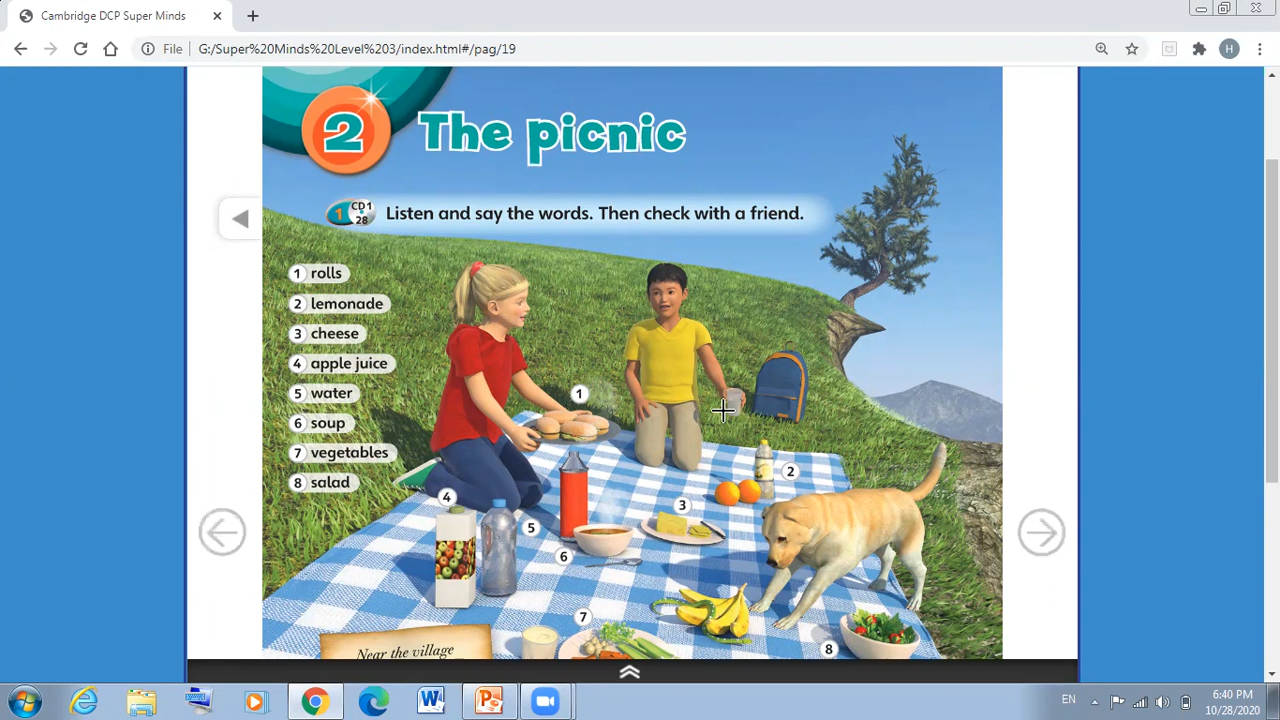 Cambridge DCP Super Minds
File
G:/Super%20Minds%20Level%203/index.html#/pag/19
H
2
The picnic
1 CD1 28
Listen and say the words. Then check with a friend.
1 rolls
2 lemonade
3 cheese
4 apple juice
5 water
6 soup
7 vegetables
8 salad
1
2
3
4
5
6
7
8
Near the village
EN
6:40 PM
10/28/2020